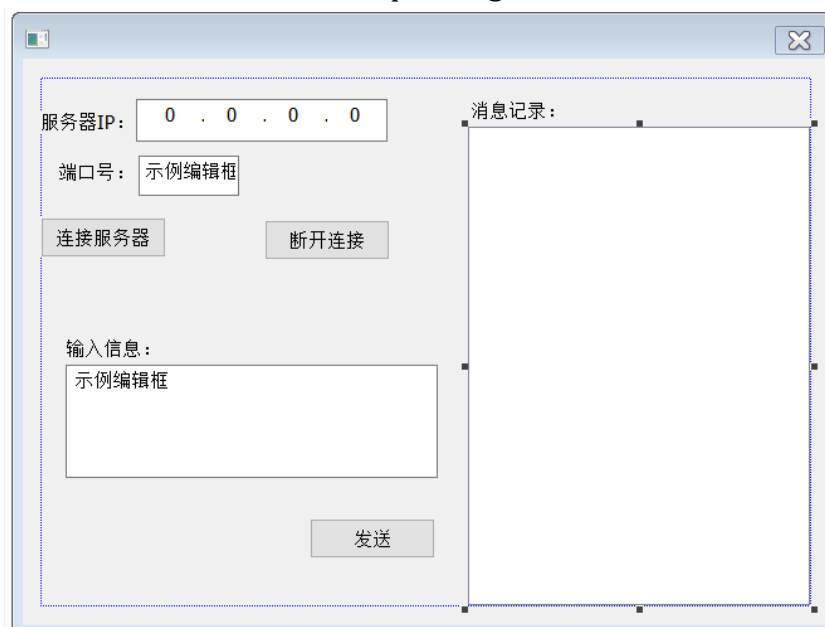 服务器IP：
0 . 0 . 0 . 0
端口号：
示例编辑框
连接服务器
断开连接
输入信息：
示例编辑框
发送
消息记录：